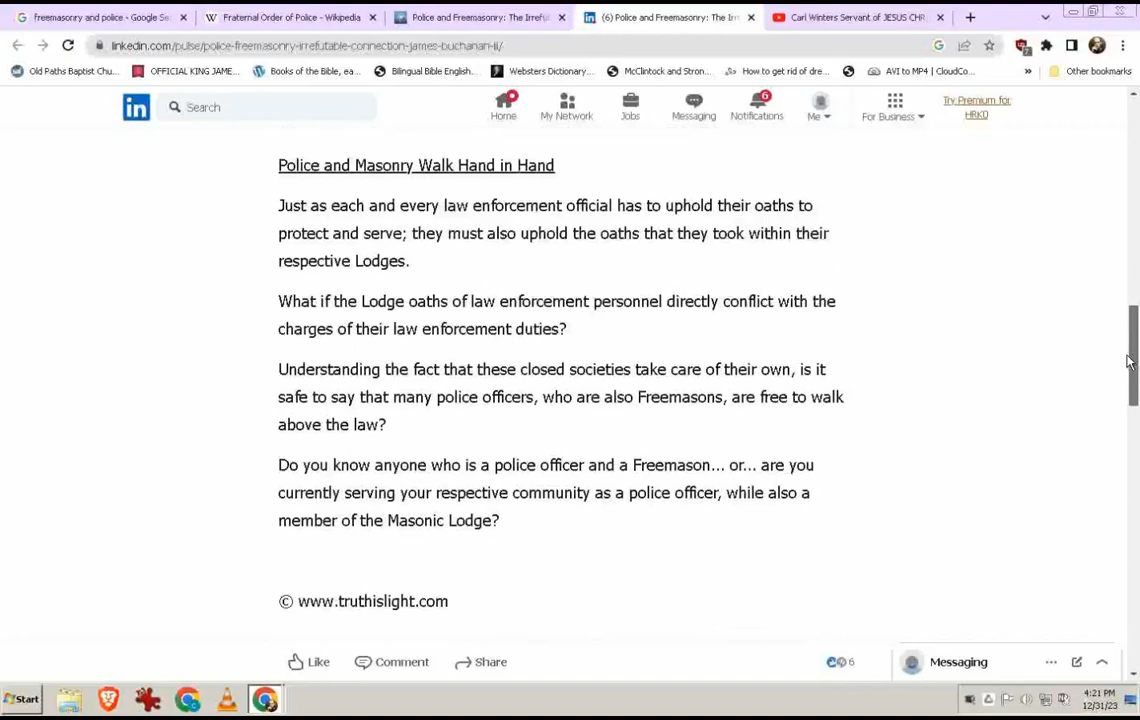 freemasonry and police - Google Se
Fraternal Order of Police - Wikipedia
Police and Freemasonry: The Irreful
(6) Police and Freemasonry: The Irr
Carl Winters Servant of JESUS CHR
linkedin.com/pulse/police-freemasonry-irrefutable-connection-james-buchanan-ii/
Old Paths Baptist Chu...
OFFICIAL KING JAME...
Books of the Bible, ea...
Bilingual Bible English...
Websters Dictionary...
McClintock and Stron...
How to get rid of dre...
AVI to MP4 | CloudCo...
»
Other bookmarks
in
Search
Home
My Network
Jobs
Messaging
6
Notifications
Me
For Business
Try Premium for
HRK0
Police and Masonry Walk Hand in Hand
Just as each and every law enforcement official has to uphold their oaths to
protect and serve; they must also uphold the oaths that they took within their
respective Lodges.
What if the Lodge oaths of law enforcement personnel directly conflict with the
charges of their law enforcement duties?
Understanding the fact that these closed societies take care of their own, is it
safe to say that many police officers, who are also Freemasons, are free to walk
above the law?
Do you know anyone who is a police officer and a Freemason... or... are you
currently serving your respective community as a police officer, while also a
member of the Masonic Lodge?
© www.truthislight.com
Like
Comment
Share
6
Messaging
Start
4:21 PM
12/31/23